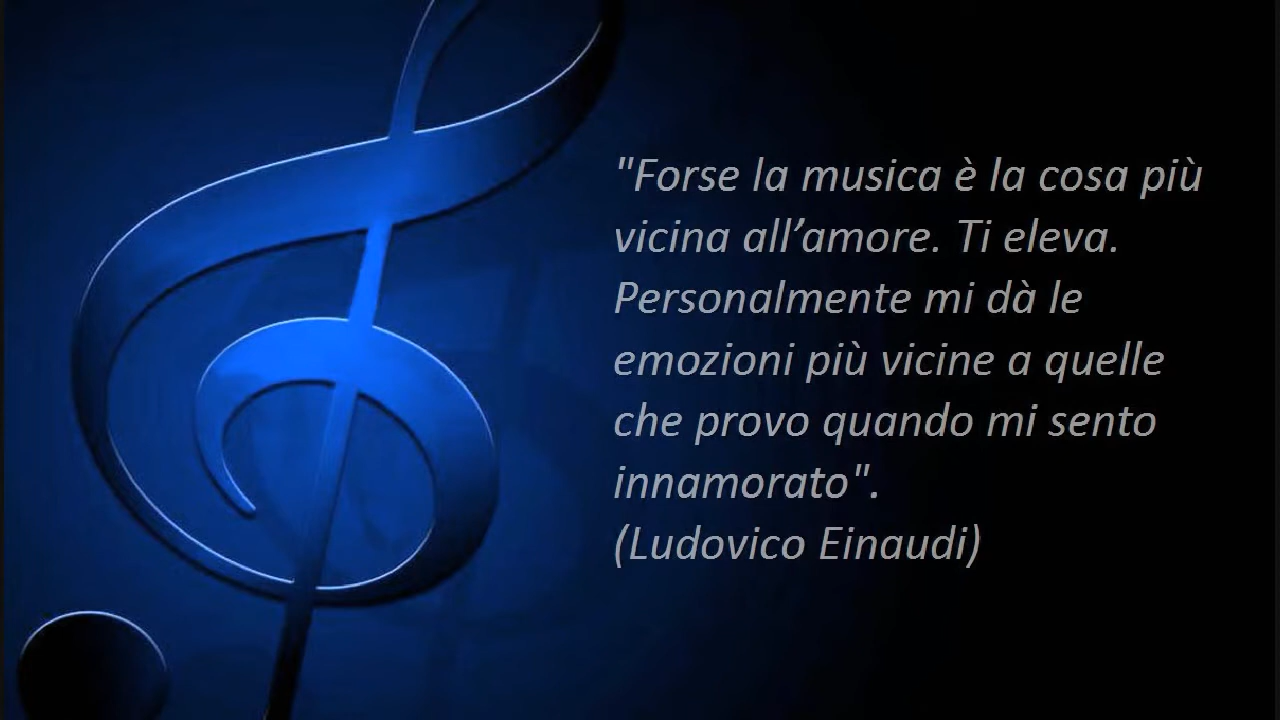 "Forse la musica è la cosa più
vicina all’amore. Ti eleva.
Personalmente mi dà le
emozioni più vicine a quelle
che provo quando mi sento
innamorato".
(Ludovico Einaudi)